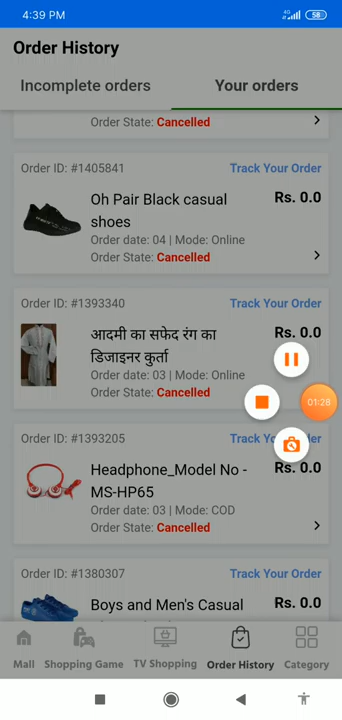 4:39 PM
4G
58
Order History
Incomplete orders
Your orders
Order State: Cancelled
Order ID: #1405841
Track Your Order
Oh Pair Black casual
shoes
Rs. 0.0
Order date: 04 | Mode: Online
Order State: Cancelled
Order ID: #1393340
Track Your Order
आदमी का सफेद रंग का
डिजाइनर कुर्ता
Rs. 0.0
Order date: 03 | Mode: Online
Order State: Cancelled
01:28
Order ID: #1393205
Headphone_Model No -
MS-HP65
Rs. 0.0
Order date: 03 | Mode: COD
Order State: Cancelled
Order ID: #1380307
Track Your Order
Boys and Men's Casual
Rs. 0.0
Mall
Shopping Game
TV Shopping
Order History
Category